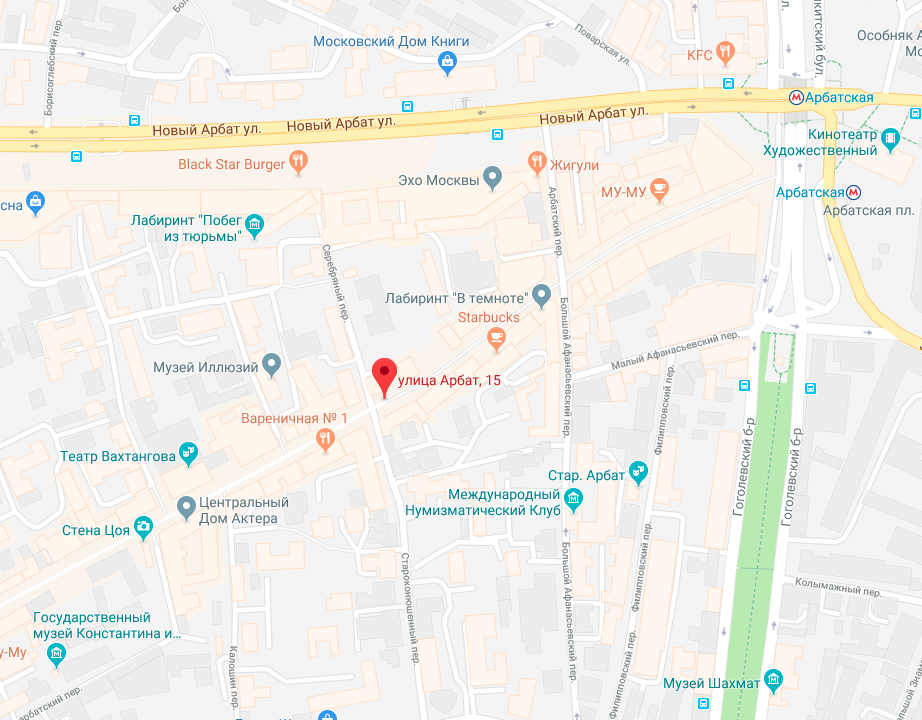 Борисоглебский пер.
Московский Дом Книги
Поварская ул.
KFC
Никитский бул.
Особняк А
Новый Арбат ул.
Новый Арбат ул.
Новый Арбат ул.
Арбатская
Кинотеатр
Художественный
Black Star Burger
Жигули
Эхо Москвы
МУ-МУ
Арбатская
Арбатская пл.
сна
Лабиринт "Побег
из тюрьмы"
Арбатский пер.
Серебряный пер.
Лабиринт "В темноте"
Starbucks
Большой Афанасьевский пер.
Малый Афанасьевский пер.
Музей Иллюзий
улица Арбат, 15
Вареничная № 1
Филипповский пер.
Гоголевский б-р
Гоголевский б-р
Театр Вахтангова
Стар. Арбат
Центральный
Дом Актера
Международный
Нумизматический Клуб
Стена Цоя
Староконюшенный пер.
Большой Афанасьевский пер.
Филипповский пер.
Колымажный пер.
Государственный
музей Константина и...
у-Му
Калошин пер.
Филипповский пер.
Музей Шахмат
арбатский пер.